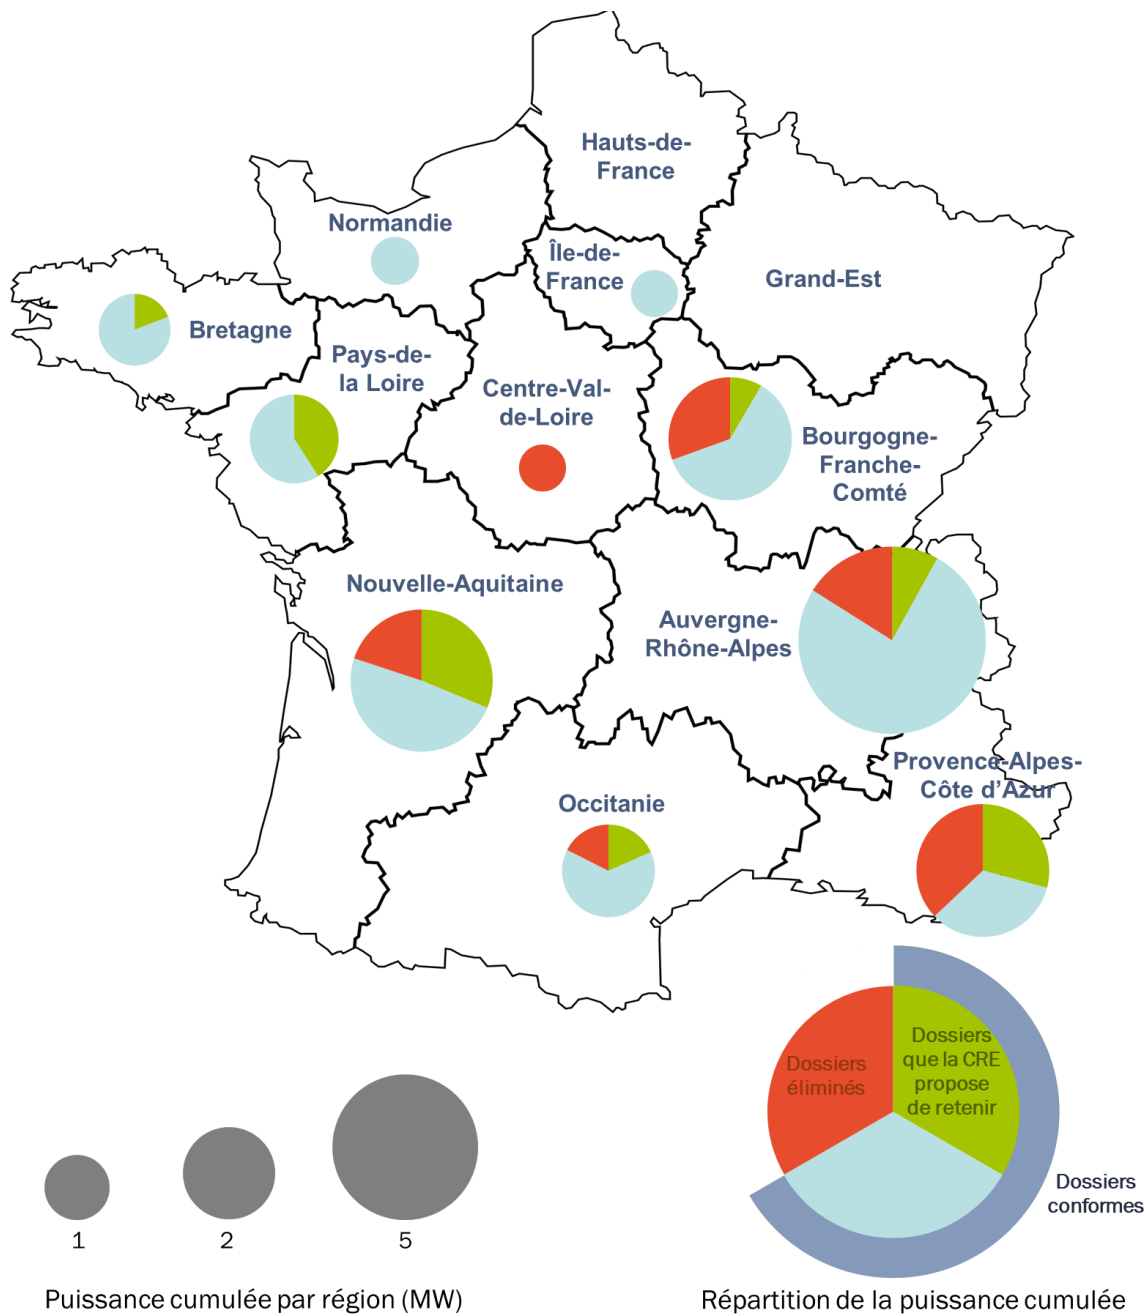 Hauts-de-
France
Normandie
Île-de-
France
Grand-Est
Bretagne
Pays-de-
la Loire
Centre-Val-
de-Loire
Bourgogne-
Franche-
Comté
Nouvelle-Aquitaine
Auvergne-
Rhône-Alpes
Provence-Alpes-
Côte d'Azur
Occitanie
Dossiers
éliminés
Dossiers
que la CRE
propose
de retenir
Dossiers
conformes
1
2
5
Puissance cumulée par région (MW)
Répartition de la puissance cumulée